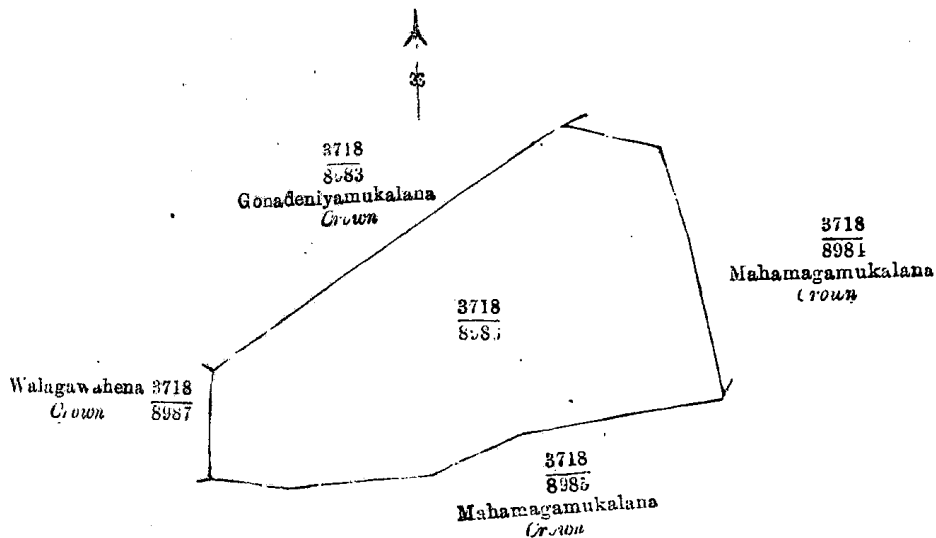 3718
8983
Gonadeniyamukalana
Crown
3718
8984
Mahamagamukalana
Crown
3718
Walagawahena 3718
Crown 8987
3718
8985
Mahamagamukalana
Crown